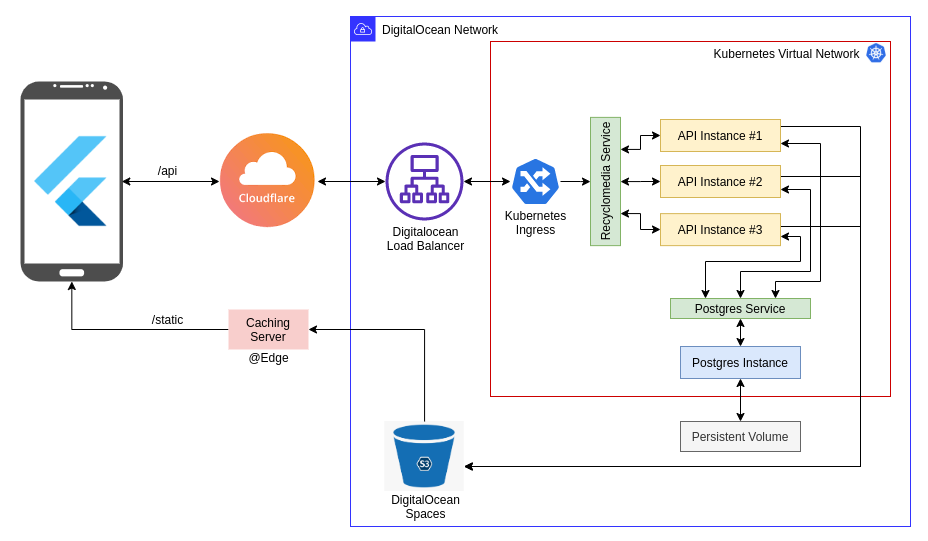 DigitalOcean Network
Kubernetes Virtual Network
/api
Cloudflare
Digitalocean
Load Balancer
Kubernetes
Ingress
Recyclomedia Service
API Instance #1
API Instance #2
API Instance #3
Postgres Service
Postgres Instance
Persistent Volume
/static
Caching
Server
@Edge
S3
DigitalOcean
Spaces